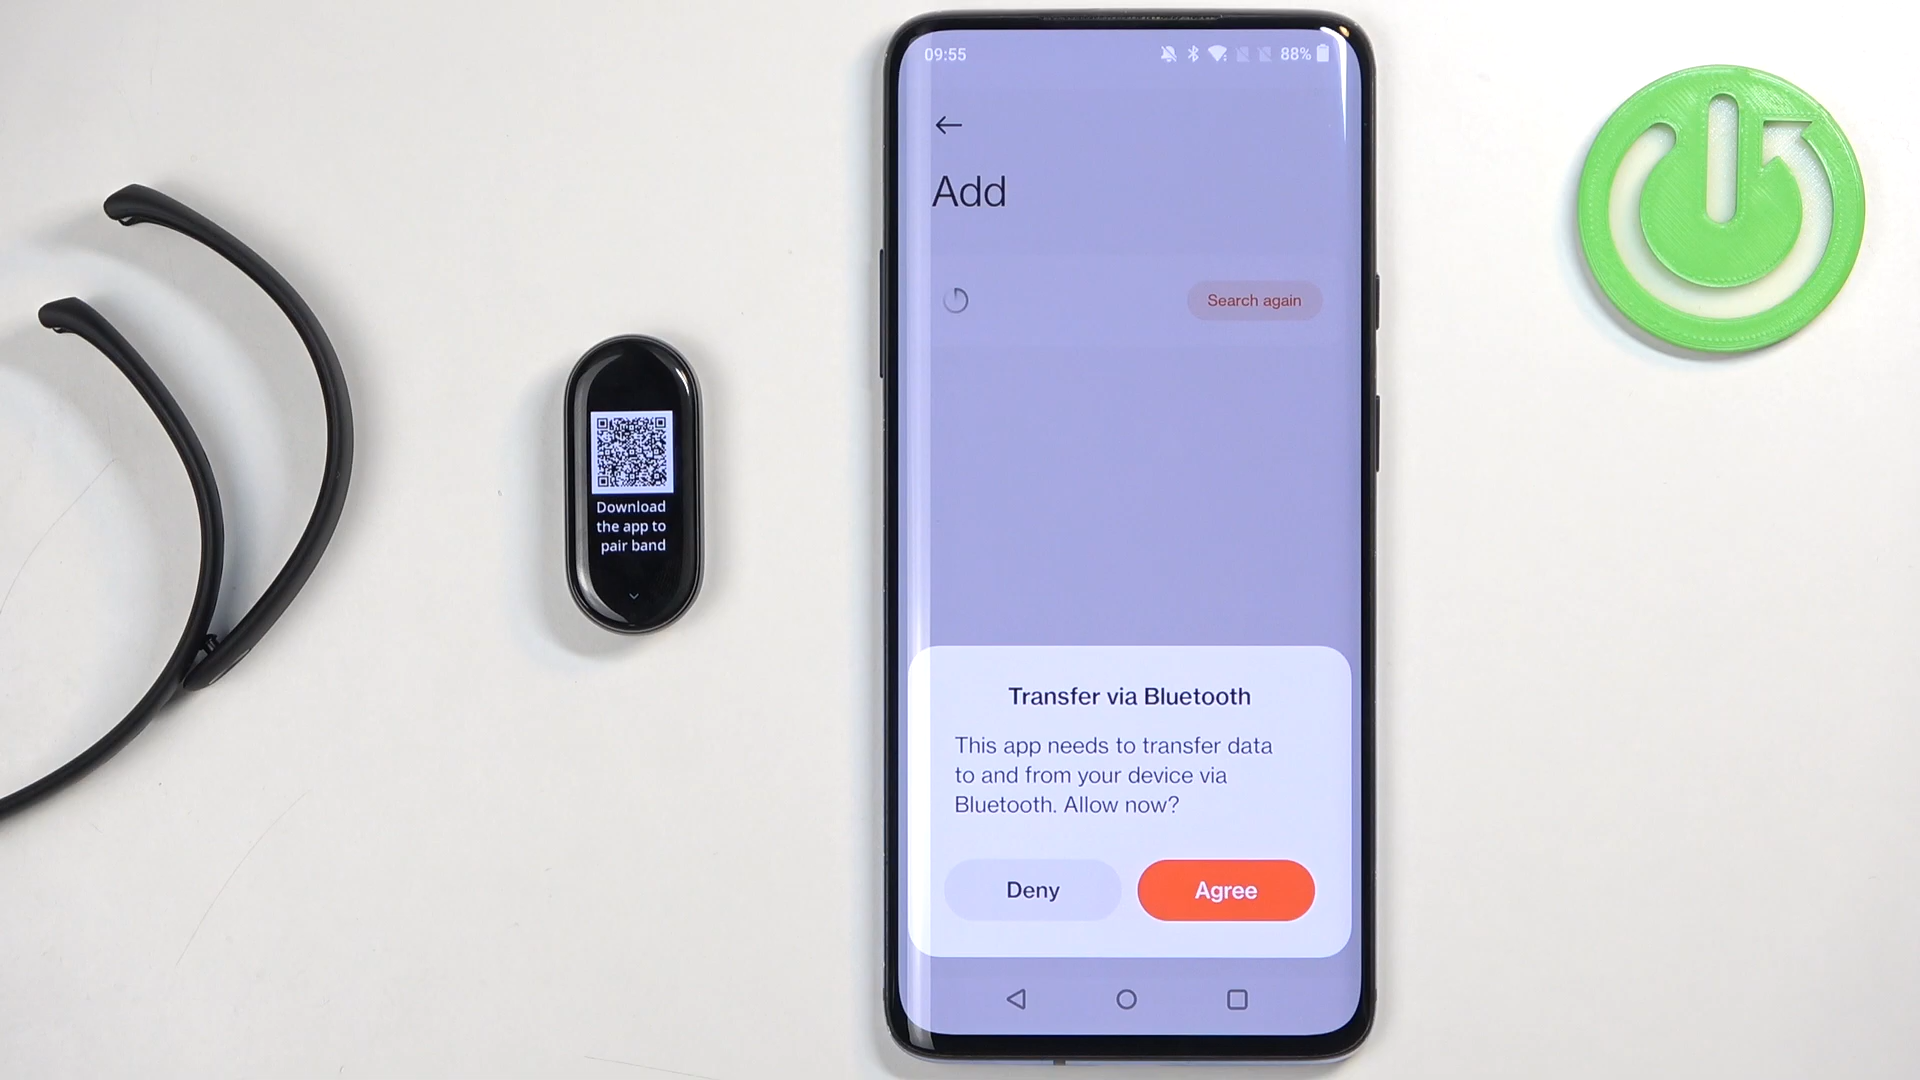 09:55
88%
Add
Search again
Download
the app to
pair band
Transfer via Bluetooth
This app needs to transfer data
to and from your device via
Bluetooth. Allow now?
Deny
Agree